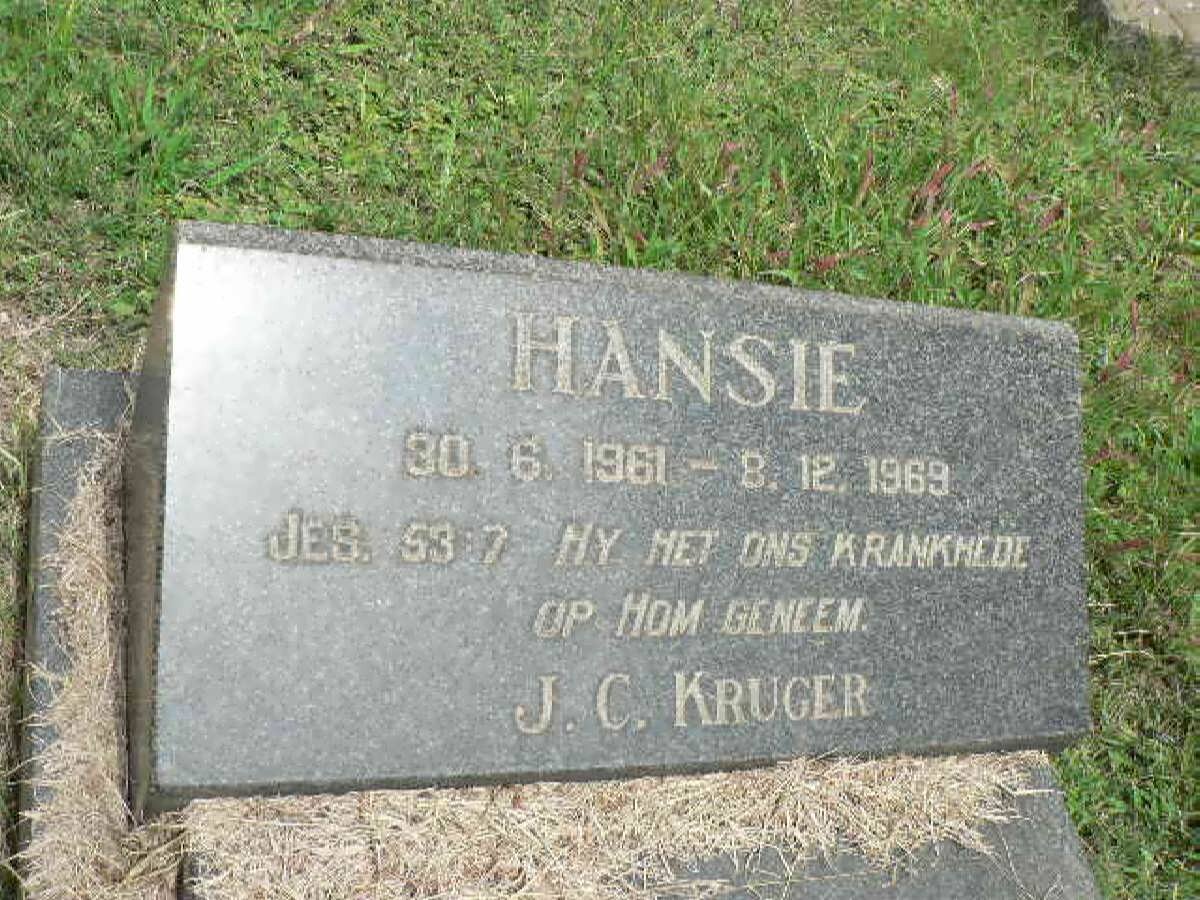 HANSIE
30. 6. 1961 – 8. 12. 1969
JES. 53:7 HY HET ONS KRANKHEDE
OP HOM GENEEM.
J. C. KRUGER